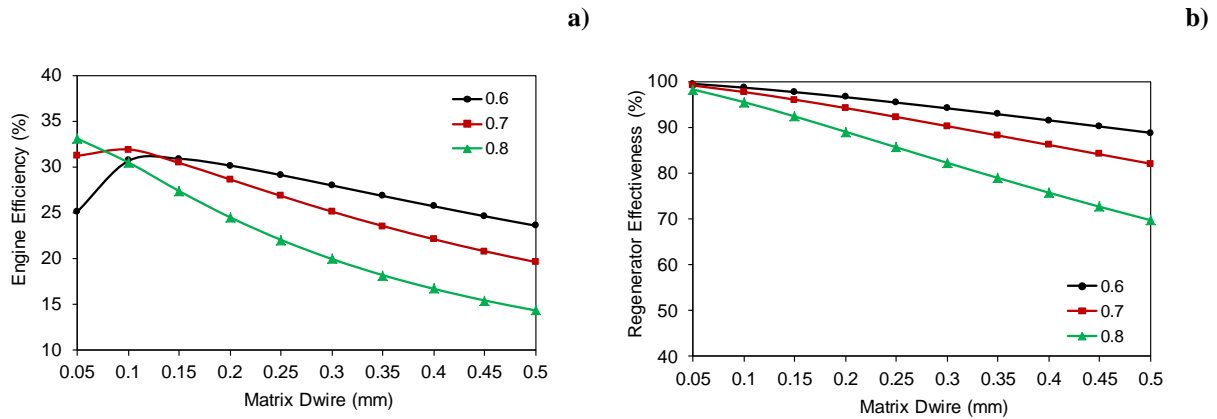 a)
b)
Engine Efficiency (%)
40
35
30
25
20
15
10
0.6
0.7
0.8
0.05 0.1 0.15 0.2 0.25 0.3 0.35 0.4 0.45 0.5
Matrix Dwire (mm)
Regenerator Effectiveness (%)
100
90
80
70
60
50
40
0.6
0.7
0.8
0.05 0.1 0.15 0.2 0.25 0.3 0.35 0.4 0.45 0.5
Matrix Dwire (mm)